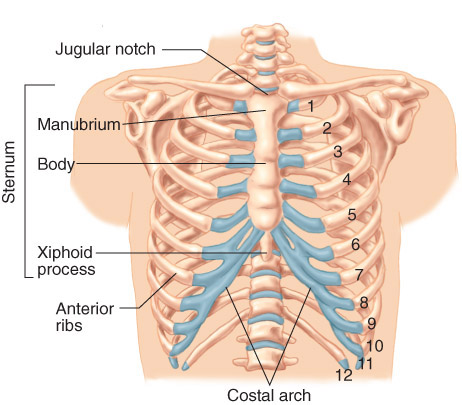 Jugular notch
Sternum
Manubrium
Body
Xiphoid
process
Anterior
ribs
Costal arch
1
2
3
4
5
6
7
8
9
10
11
12